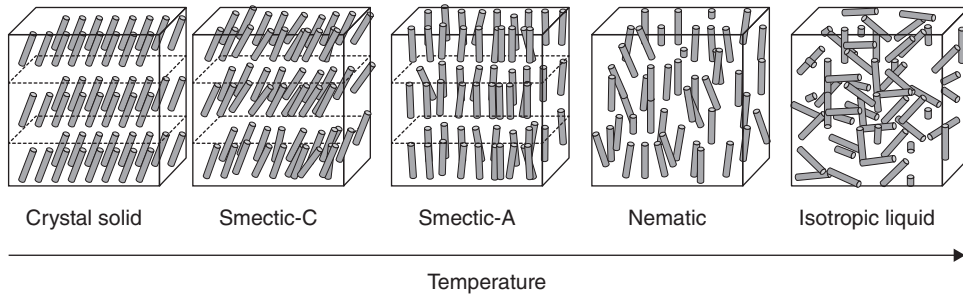 Crystal solid
Smectic-C
Smectic-A
Nematic
Isotropic liquid
Temperature